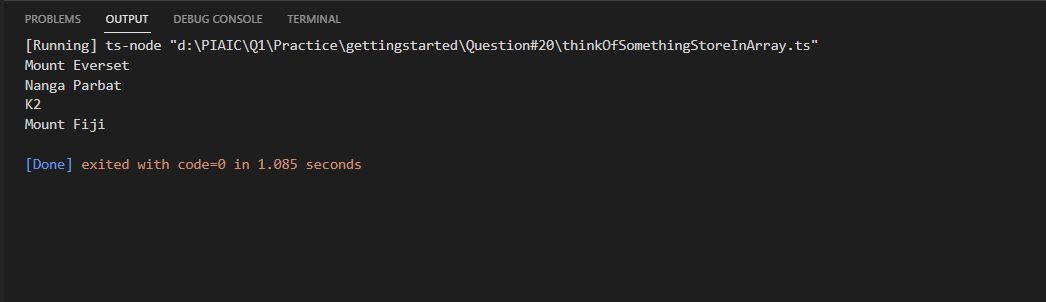 PROBLEMS OUTPUT DEBUG CONSOLE TERMINAL
[Running] ts-node "d:\PIAIC\Q1\Practice\gettingstarted\Question#20\thinkOfSomethingStoreInArray.ts"
Mount Everset
Nanga Parbat
K2
Mount Fiji
[Done] exited with code=0 in 1.085 seconds